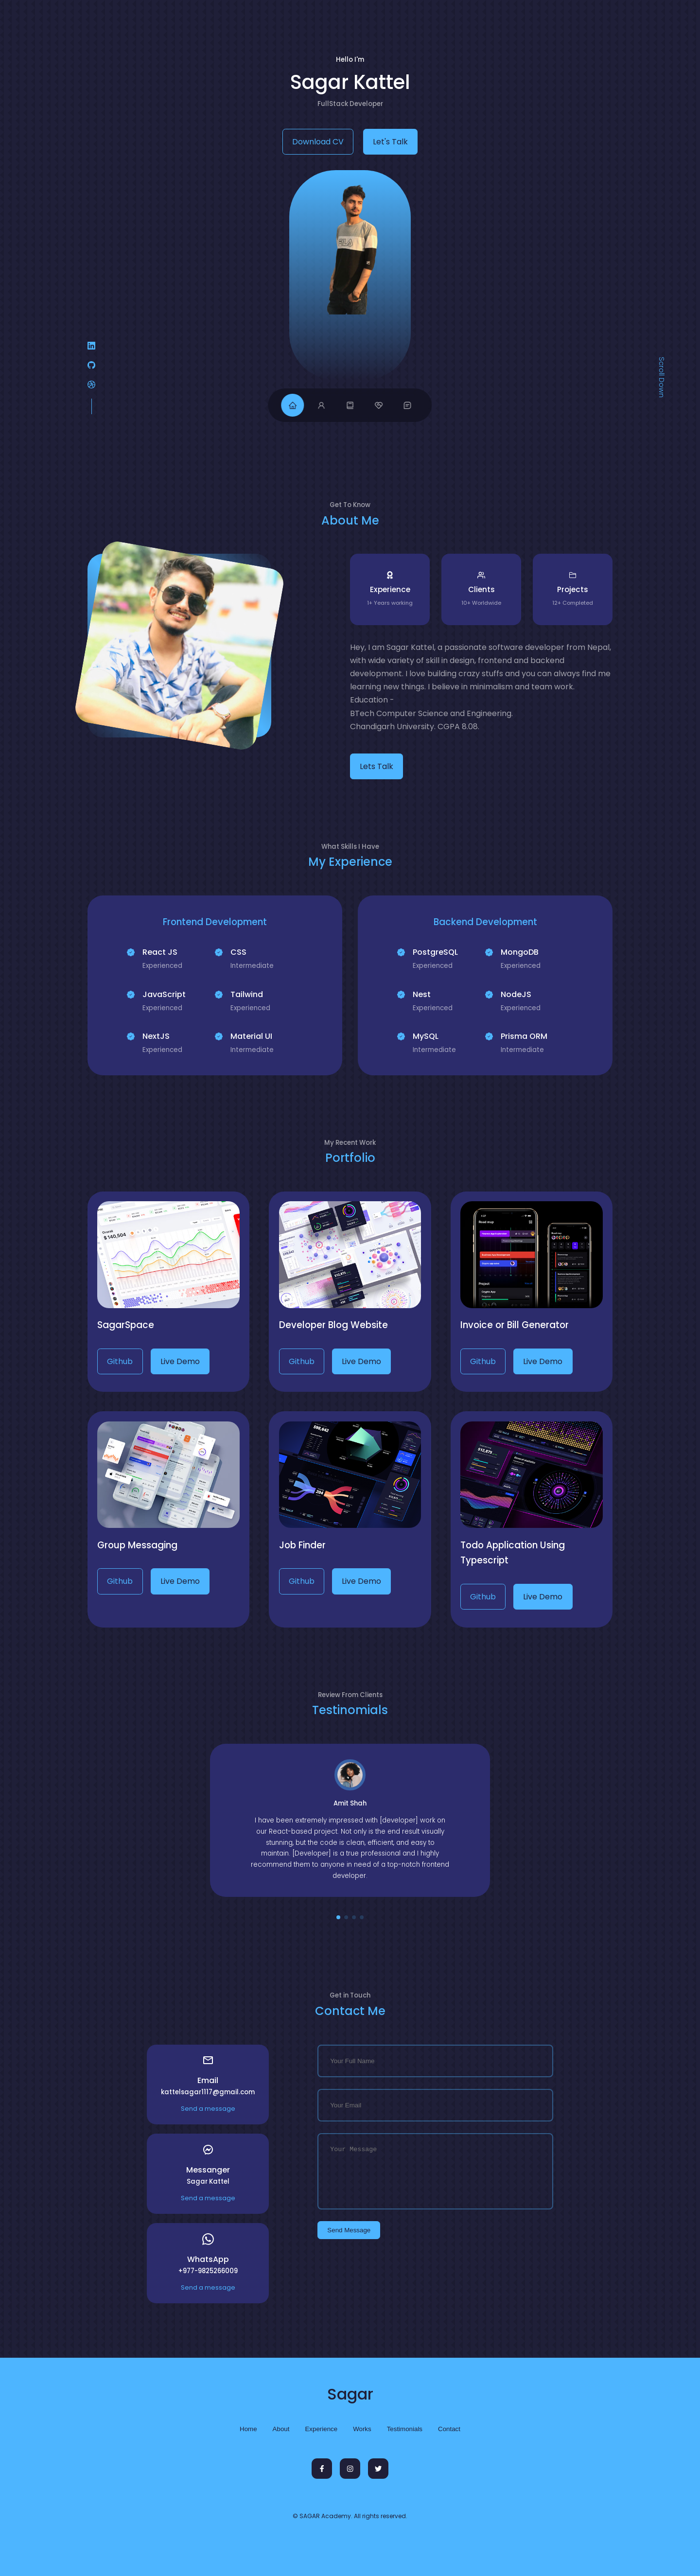 Hello I'm
Sagar Kattel
FullStack Developer
Download CV
Let's Talk
Scroll Down
Get To Know
About Me
Experience
1+ Years working
Clients
10+ Worldwide
Projects
12+ Completed
Hey, I am Sagar Kattel, a passionate software developer from Nepal,
with wide variety of skill in design, frontend and backend
development. I love building crazy stuffs and you can always find me
learning new things. I believe in minimalism and team work.
Education -
BTech Computer Science and Engineering.
Chandigarh University. CGPA 8.08.
Lets Talk
What Skills I Have
My Experience
Frontend Development
React JS
Experienced
CSS
Intermediate
JavaScript
Experienced
Tailwind
Experienced
NextJS
Experienced
Material UI
Intermediate
Backend Development
PostgreSQL
Experienced
MongoDB
Experienced
Nest
Experienced
NodeJS
Experienced
MySQL
Intermediate
Prisma ORM
Intermediate
My Recent Work
Portfolio
$140,504
SagarSpace
Github
Live Demo
Developer Blog Website
Github
Live Demo
Road map
Project
Invoice or Bill Generator
Github
Live Demo
Group Messaging
Github
Live Demo
Job Finder
Github
Live Demo
Todo Application Using
Typescript
Github
Live Demo
Review From Clients
Testinomials
Amit Shah
I have been extremely impressed with [developer] work on
our React-based project. Not only is the end result visually
stunning, but the code is clean, efficient, and easy to
maintain. [Developer] is a true professional and I highly
recommend them to anyone in need of a top-notch frontend
developer.
Get in Touch
Contact Me
Email
kattelsagar1117@gmail.com
Send a message
Messanger
Sagar Kattel
Send a message
WhatsApp
+977-9825266009
Send a message
Your Full Name
Your Email
Your Message
Send Message
Sagar
Home
About
Experience
Works
Testimonials
Contact
© SAGAR Academy. All rights reserved.